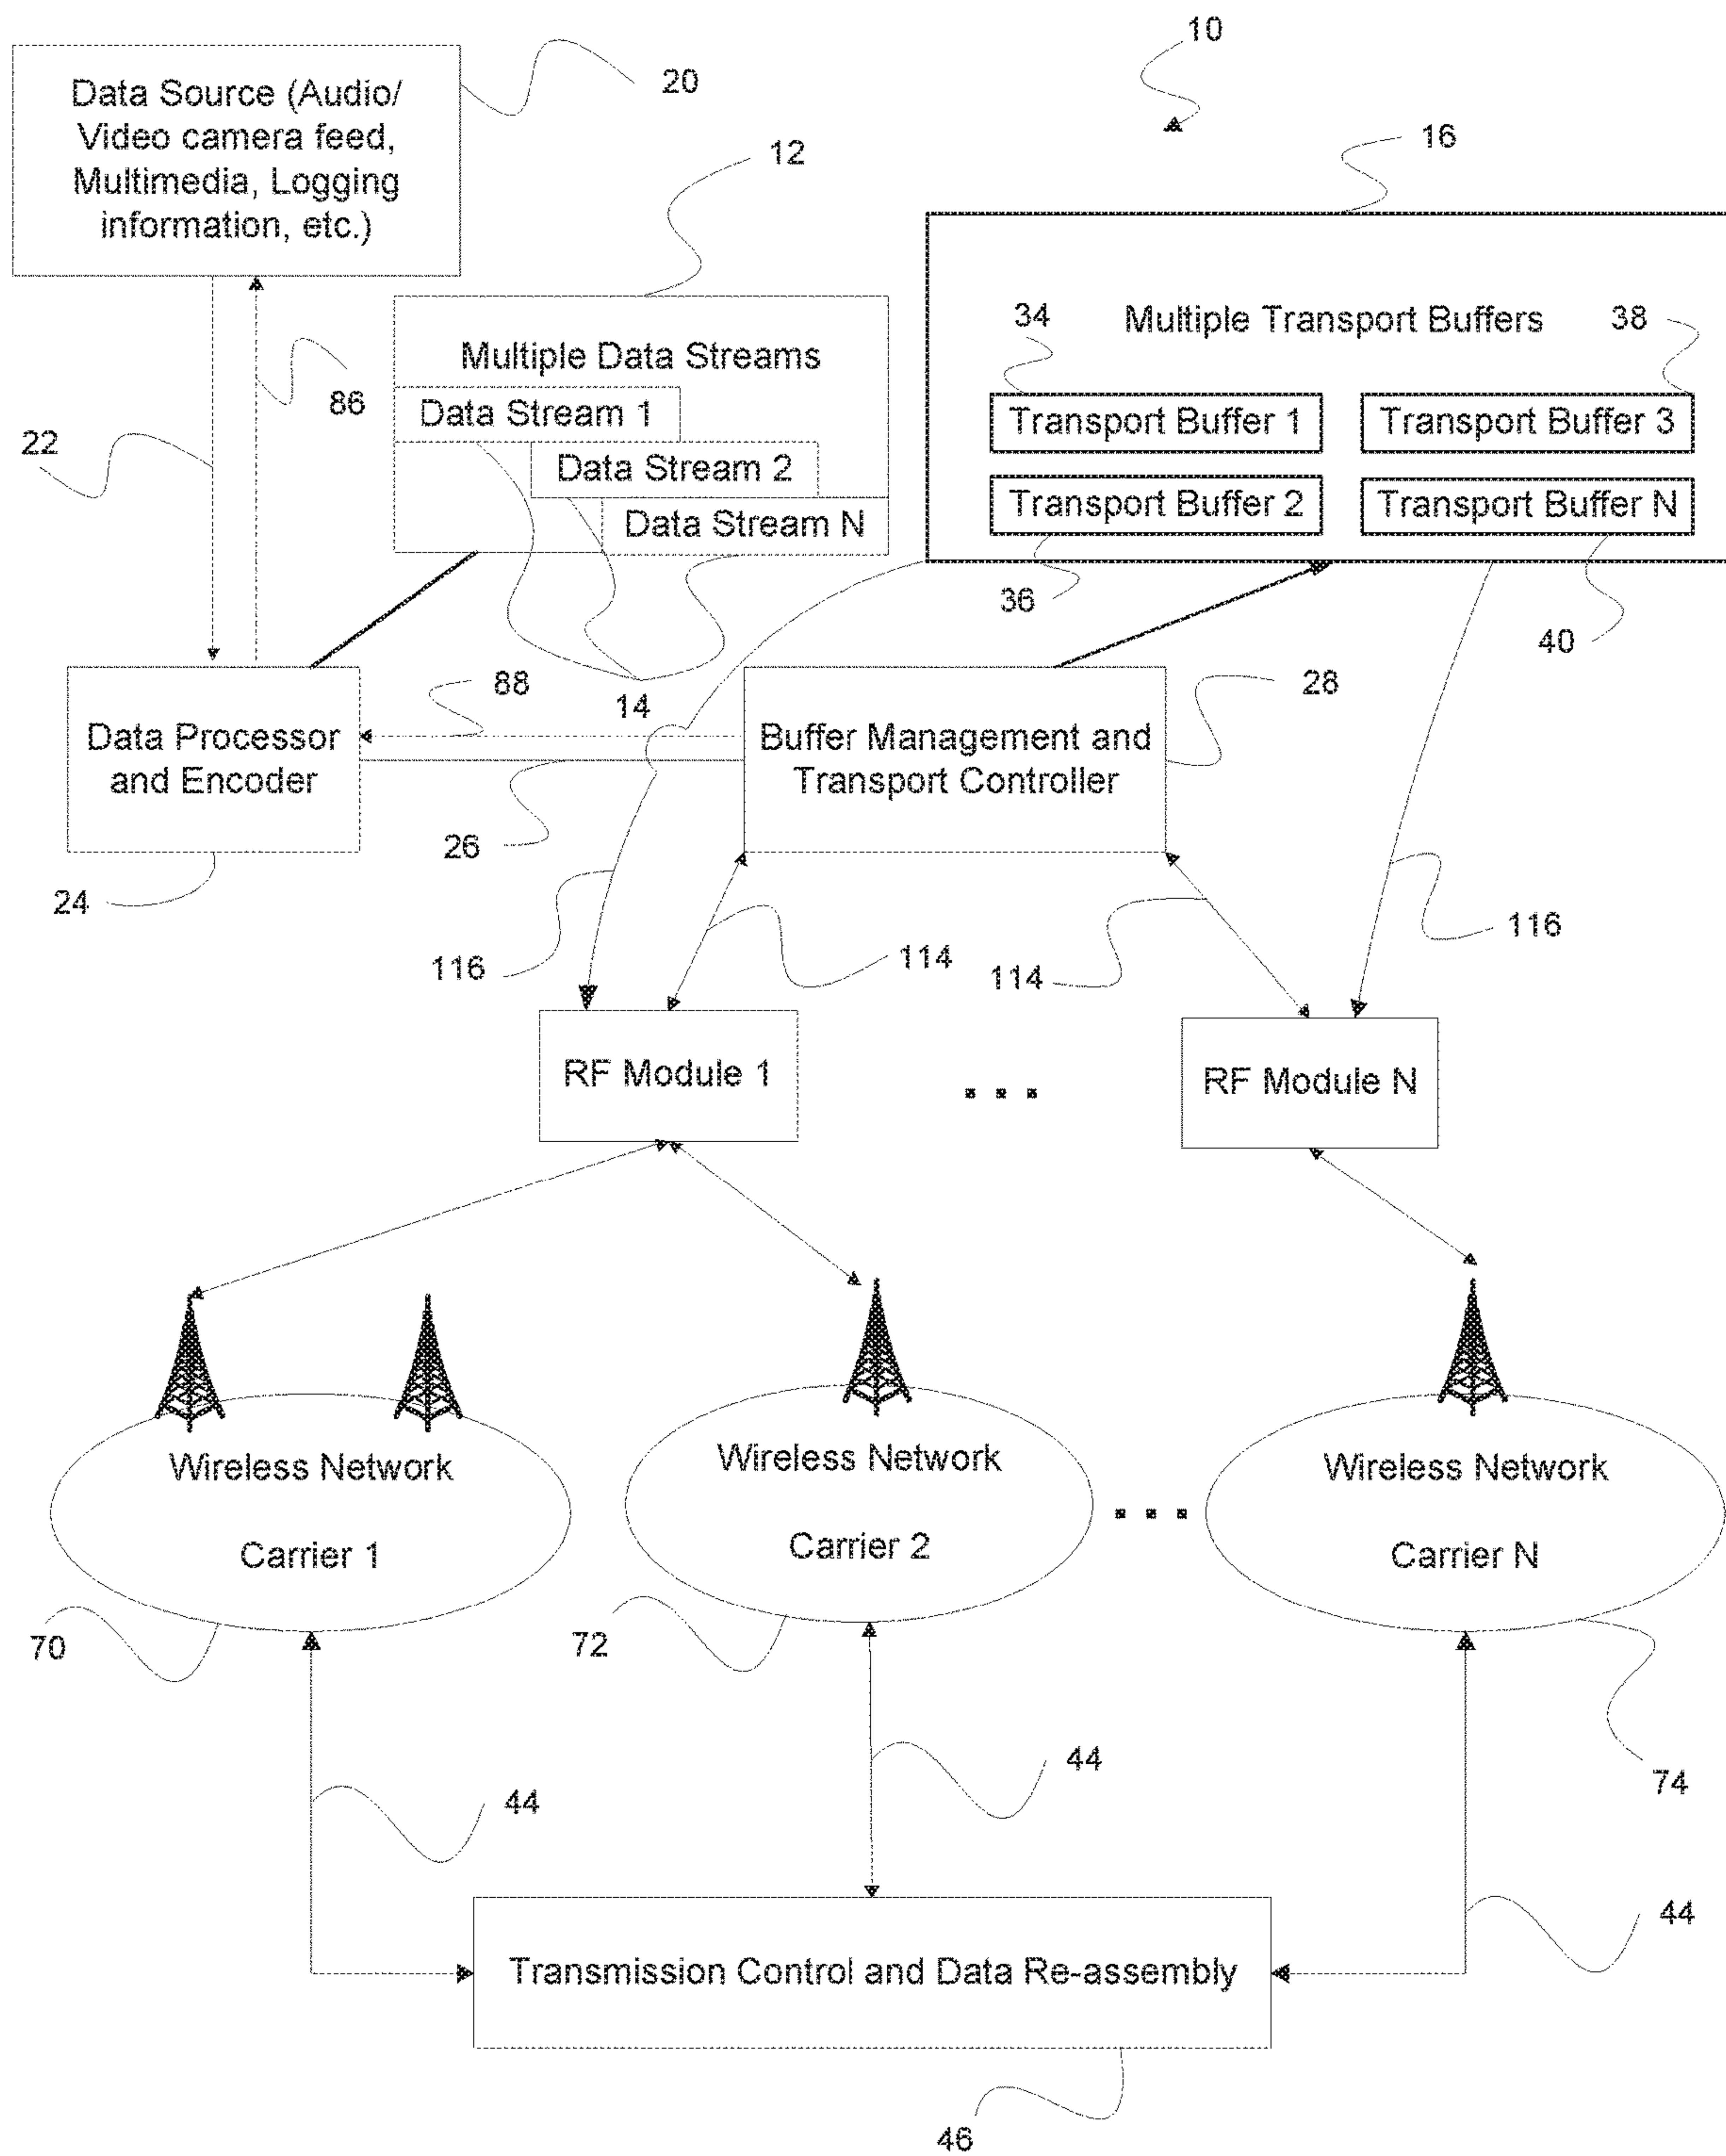 10
Data Source (Audio/
Video camera feed,
Multimedia, Logging
information, etc.)
20
12
16
Multiple Data Streams
Data Stream 1
Data Stream 2
Data Stream N
34
Multiple Transport Buffers
38
Transport Buffer 1
Transport Buffer 3
Transport Buffer 2
Transport Buffer N
86
22
36
40
14
88
Data Processor
and Encoder
24
26
Buffer Management and
Transport Controller
28
116
114
114
116
RF Module 1
. . .
RF Module N
Wireless Network
Carrier 1
Wireless Network
Carrier 2
. . .
Wireless Network
Carrier N
70
72
74
44
44
44
Transmission Control and Data Re-assembly
46